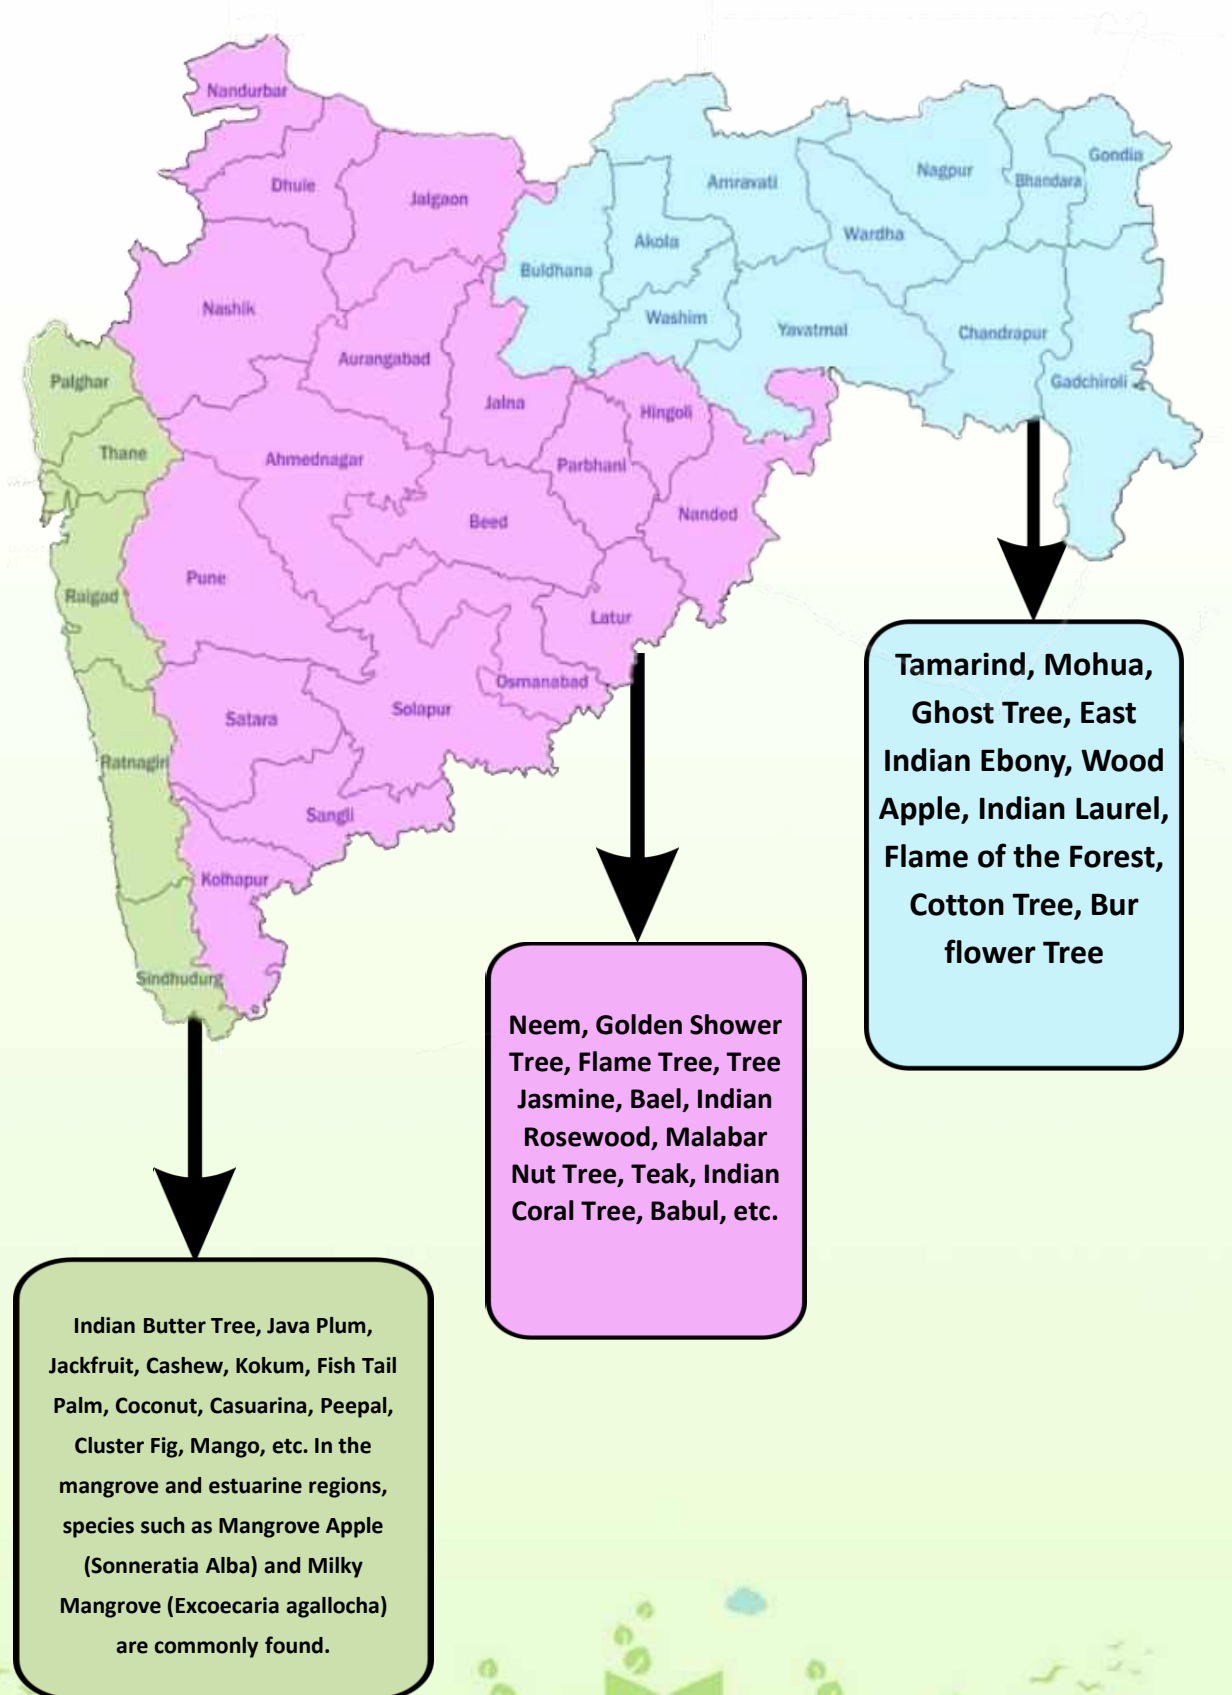 Nandurbar
Dhule
Jalgaon
Nashik
Aurangabad
Jalna
Ahmednagar
Beed
Parbhani
Hingoli
Nanded
Pune
Latur
Osmanabad
Satara
Solapur
Sangli
Kolhapur
Palghar
Thane
Raigad
Ratnagiri
Sindhudurg
Buldhana
Akola
Amravati
Washim
Yavatmal
Wardha
Nagpur
Bhandara
Gondia
Chandrapur
Gadchiroli
Tamarind, Mohua,
Ghost Tree, East
Indian Ebony, Wood
Apple, Indian Laurel,
Flame of the Forest,
Cotton Tree, Bur
flower Tree
Neem, Golden Shower
Tree, Flame Tree, Tree
Jasmine, Bael, Indian
Rosewood, Malabar
Nut Tree, Teak, Indian
Coral Tree, Babul, etc.
Indian Butter Tree, Java Plum,
Jackfruit, Cashew, Kokum, Fish Tail
Palm, Coconut, Casuarina, Peepal,
Cluster Fig, Mango, etc. In the
mangrove and estuarine regions,
species such as Mangrove Apple
(Sonneratia Alba) and Milky
Mangrove (Excoecaria agallocha)
are commonly found.